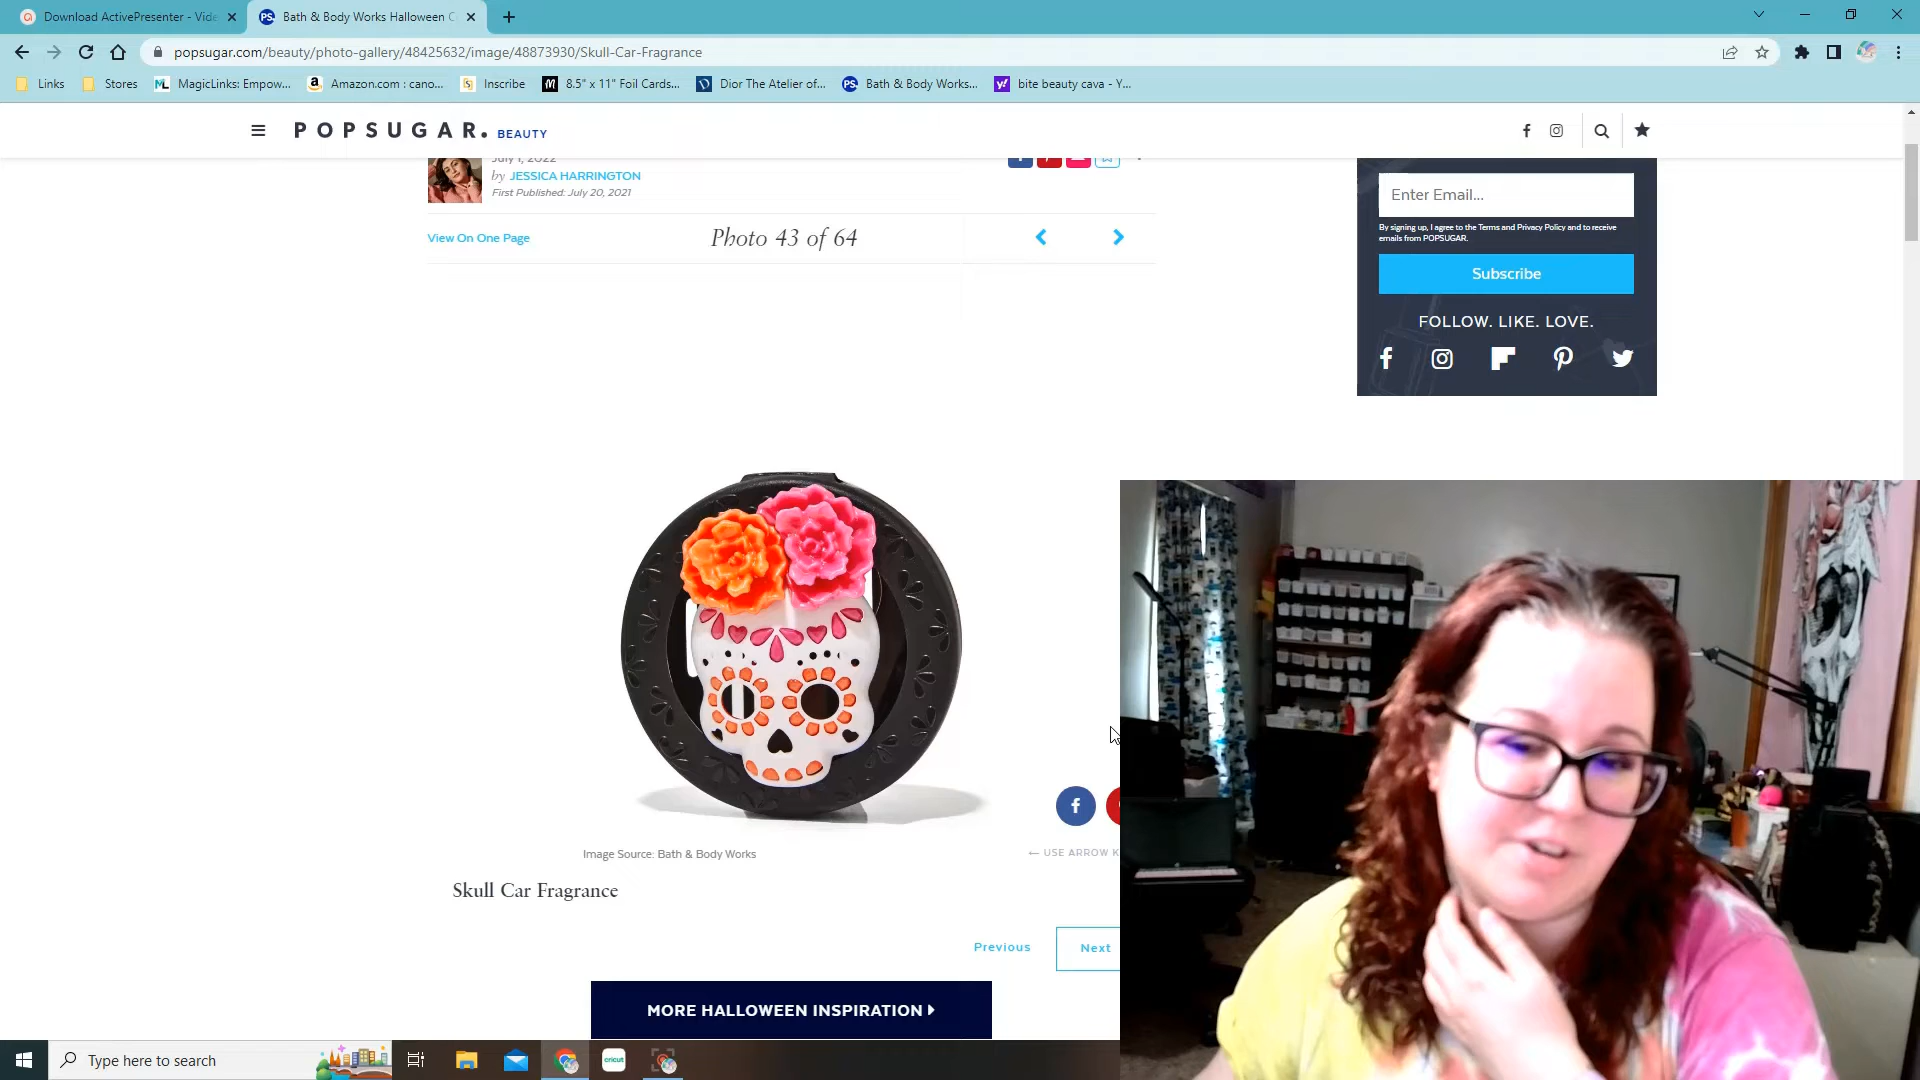 Download ActivePresenter - Vide
Bath & Body Works Halloween C
popsugar.com/beauty/photo-gallery/48425632/image/48873930/Skull-Car-Fragrance
Links
Stores
MagicLinks: Empow...
Amazon.com : cano...
Inscribe
8.5" x 11" Foil Cards...
Dior The Atelier of...
Bath & Body Works...
bite beauty cava - Y...
POPSUGAR. BEAUTY
July 1, 2022
by JESSICA HARRINGTON
First Published: July 20, 2021
View On One Page
Photo 43 of 64
Enter Email...
By signing up, I agree to the Terms and Privacy Policy and to receive
emails from POPSUGAR.
Subscribe
FOLLOW. LIKE. LOVE.
Image Source: Bath & Body Works
← USE ARROW K
Skull Car Fragrance
Previous
Next
MORE HALLOWEEN INSPIRATION
Type here to search
cricut